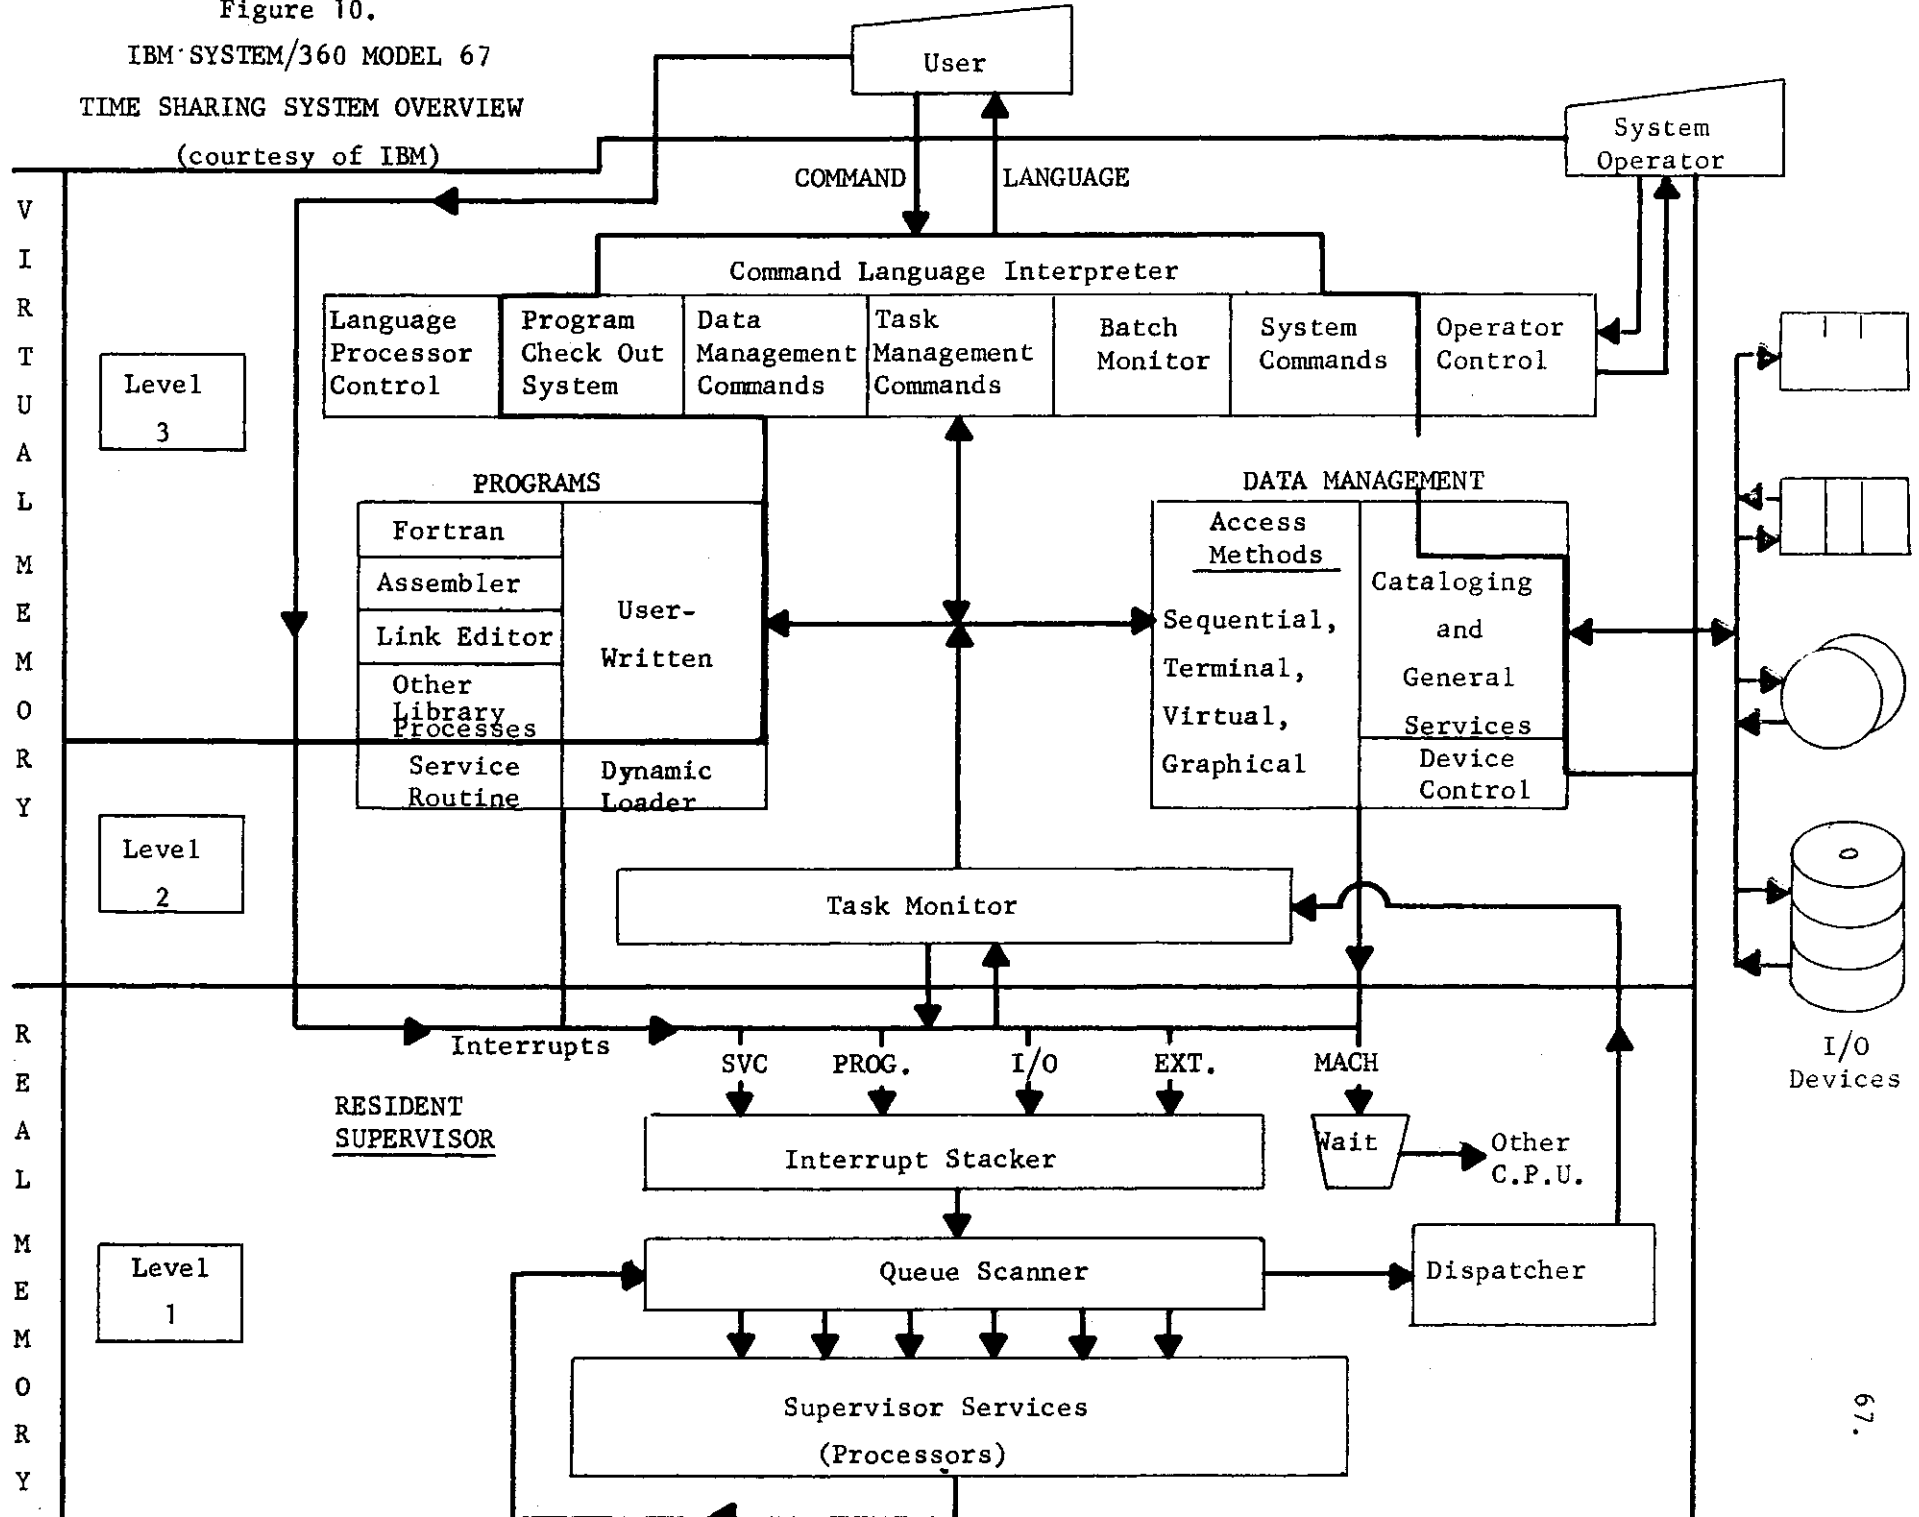 Figure 10.
IBM SYSTEM/360 MODEL 67
TIME SHARING SYSTEM OVERVIEW
(courtesy of IBM)
User
System
Operator
COMMAND
LANGUAGE
VIRTUAL MEMORY
Command Language Interpreter
Language
Processor
Control
Program
Check Out
System
Data
Management
Commands
Task
Management
Commands
Batch
Monitor
System
Commands
Operator
Control
Level
3
PROGRAMS
Fortran
Assembler
Link Editor
Other
Library
Processes
User-
Written
Service
Routine
Dynamic
Loader
DATA MANAGEMENT
Access
Methods
Sequential,
Terminal,
Virtual,
Graphical
Cataloging
and
General
Services
Device
Control
Level
2
Task Monitor
I/O
Devices
REAL MEMORY
Interrupts
SVC
PROG.
I/O
EXT.
MACH
RESIDENT
SUPERVISOR
Interrupt Stacker
Wait
Other
C.P.U.
Level
1
Queue Scanner
Dispatcher
Supervisor Services
(Processors)
67.